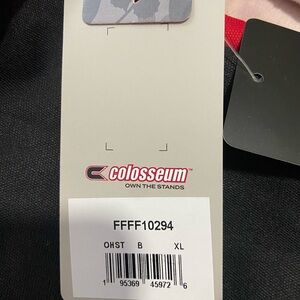 colosseum
OWN THE STANDS
FFFF10294
OHST B XL
1 95369 45972 6